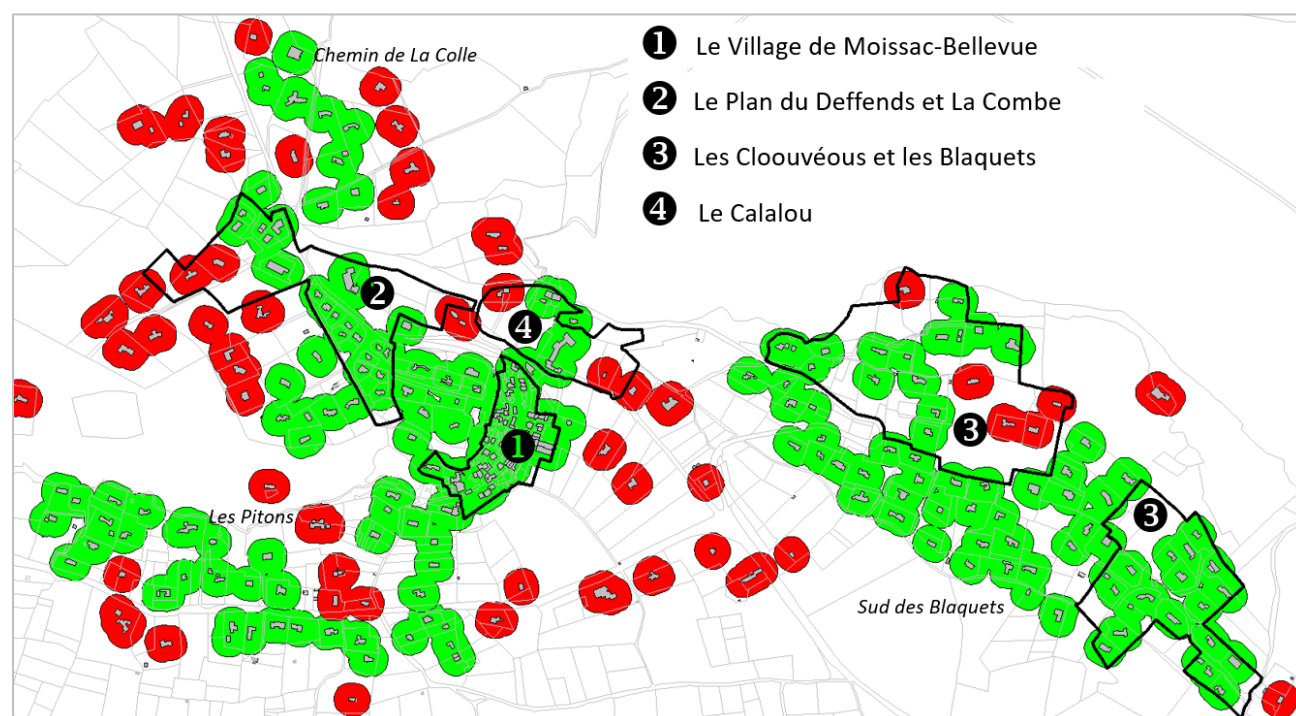 ❶ Le Village de Moissac-Bellevue
Chemin de La Colle
❷ Le Plan du Deffends et La Combe
❸ Les Cloouvéous et les Blaquets
❹ Le Calalou
❷
❹
❸
❶
❸
Les Pitons
Sud des Blaquets